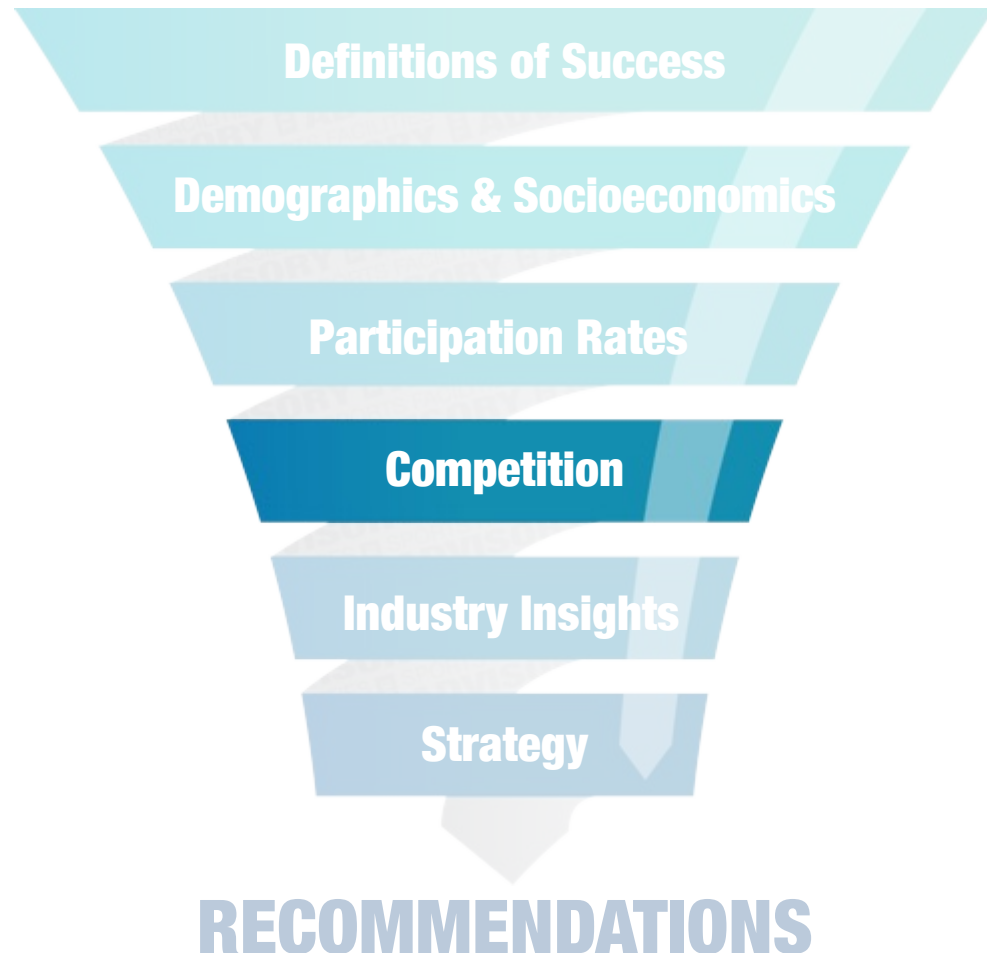 Definitions of Success
Demographics & Socioeconomics
Participation Rates
Competition
Industry Insights
Strategy
RECOMMENDATIONS